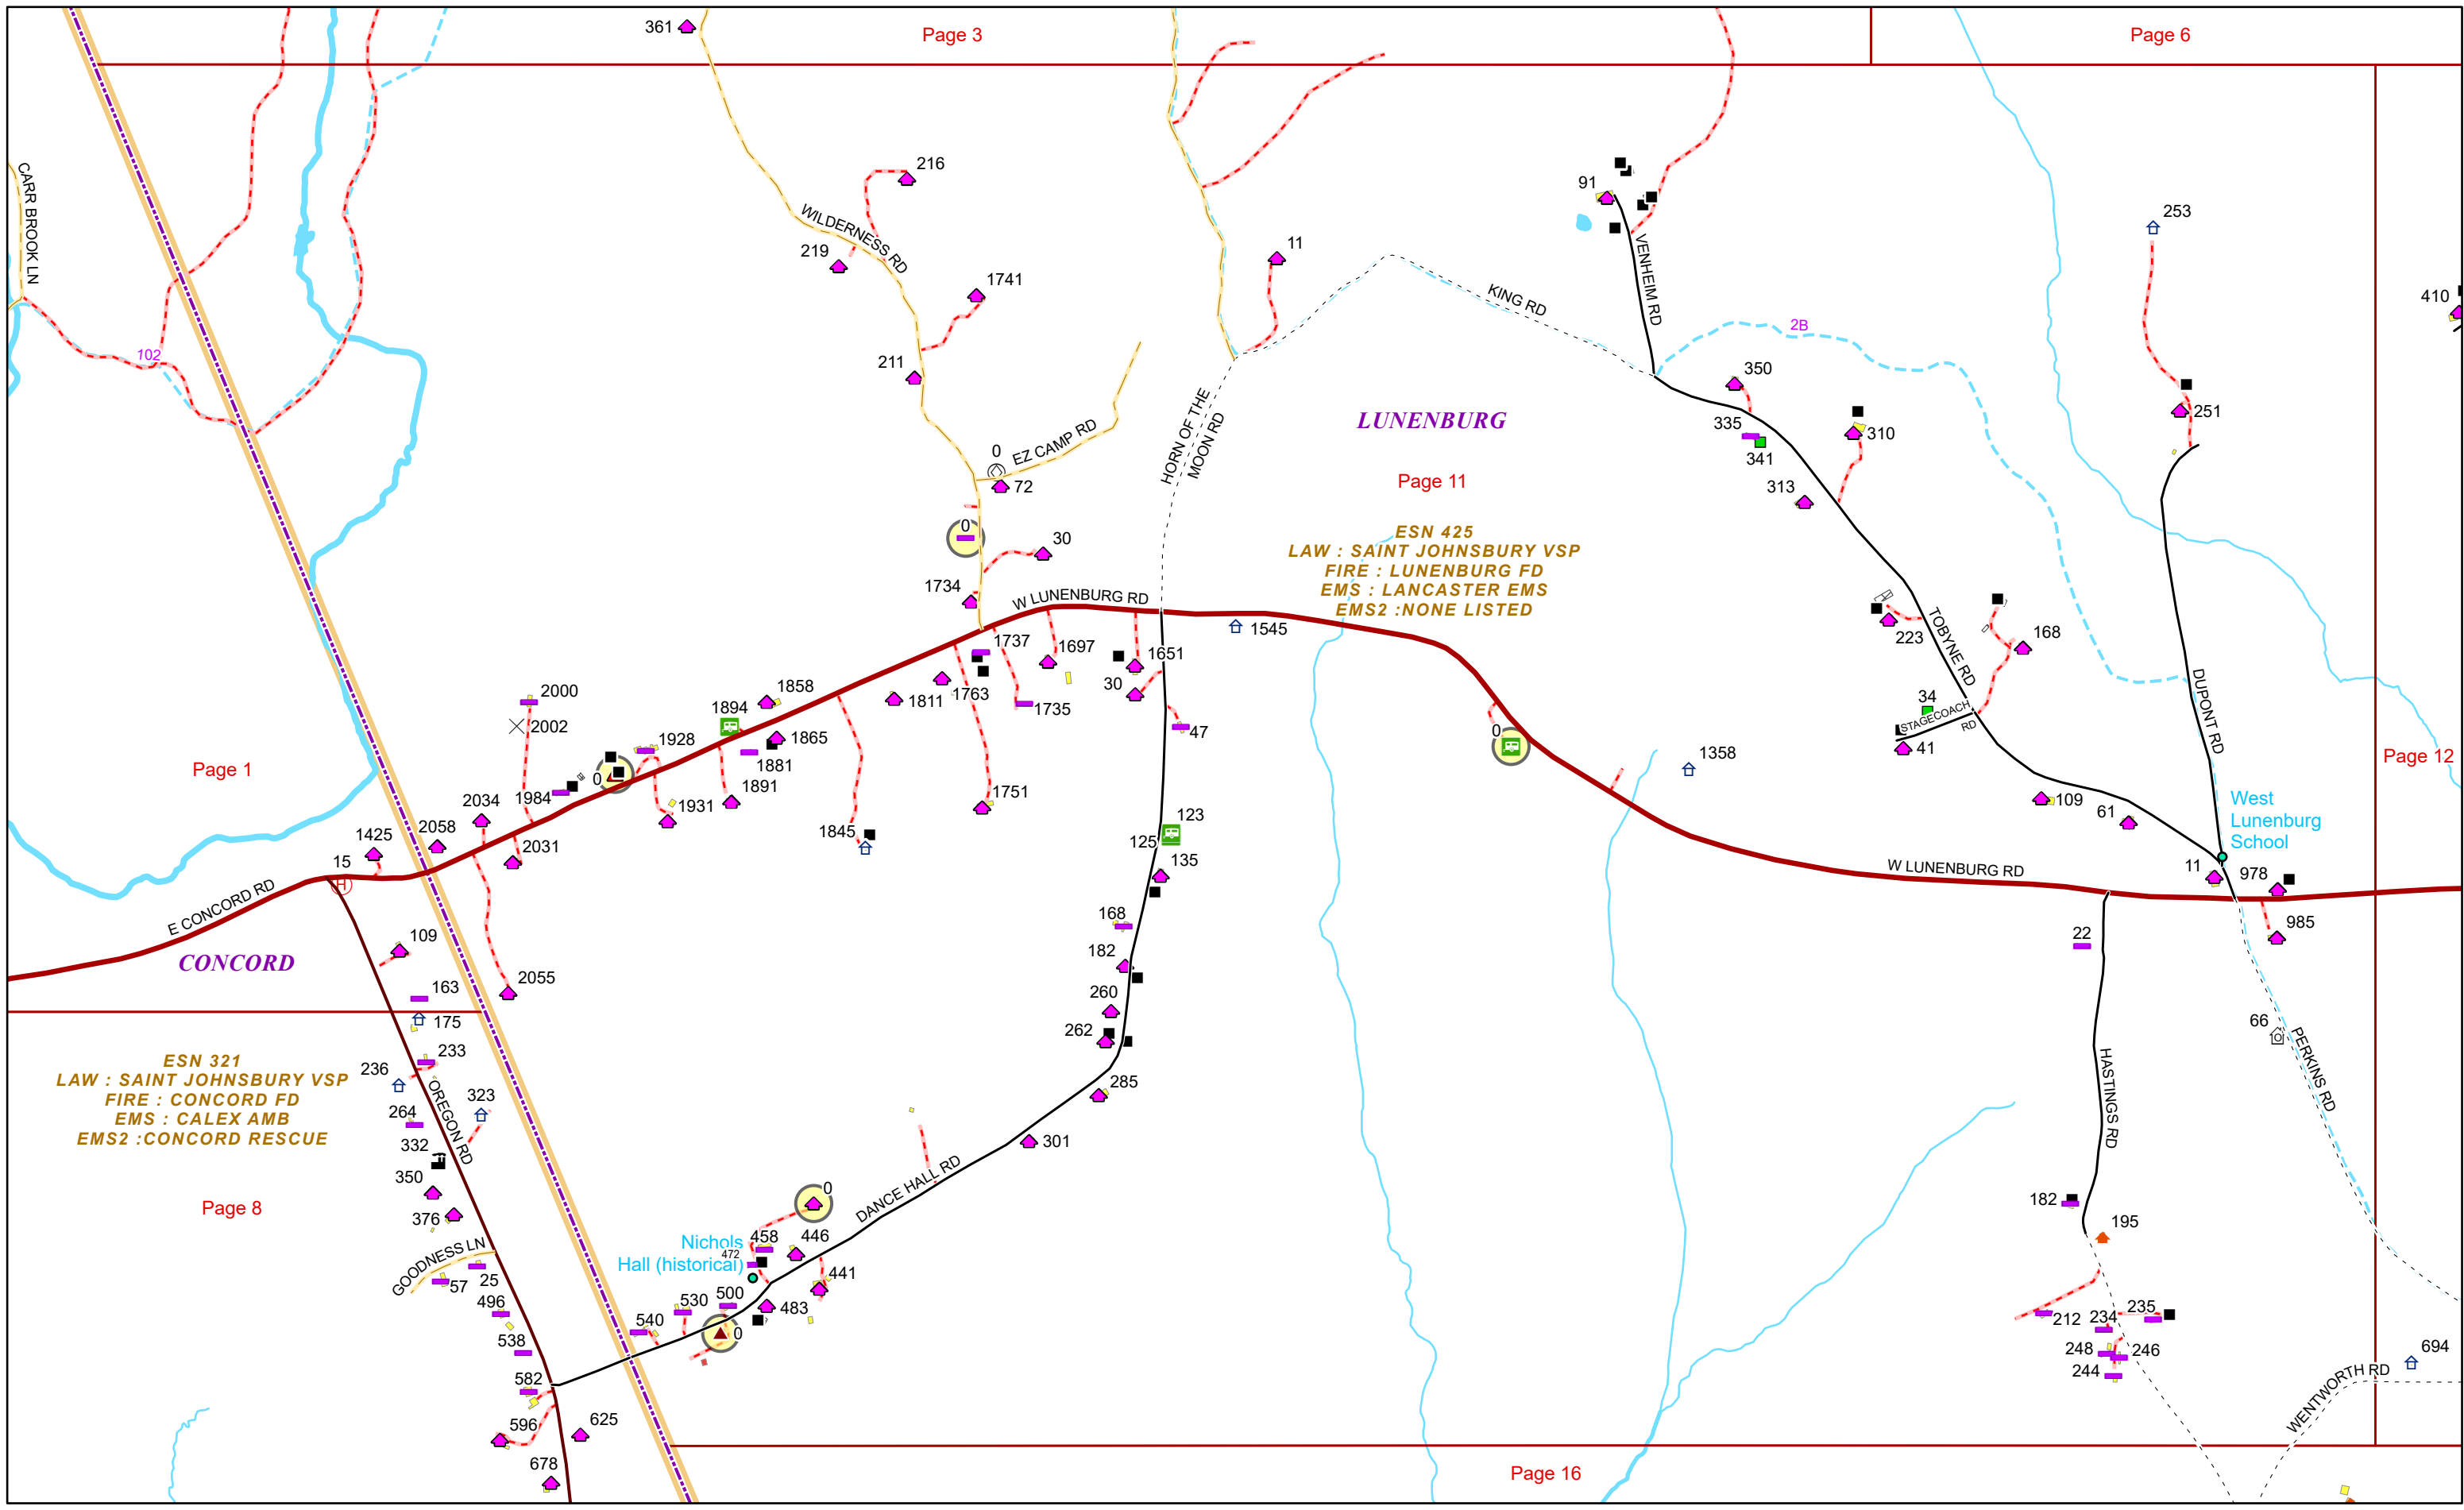 361
Page 3
Page 6
CARR BROOK LN
216
91
253
WILDERNESS RD
219
11
VENHEIM RD
1741
KING RD
410
2B
102
211
350
HORN OF THE
MOON RD
LUNENBURG
335
251
0
EZ CAMP RD
310
341
72
Page 11
313
0
ESN 425
LAW : SAINT JOHNSBURY VSP
FIRE : LUNENBURG FD
EMS : LANCASTER EMS
EMS2 :NONE LISTED
30
1734
W LUNENBURG RD
1545
TOBYNE RD
223
168
1737
1697
1651
30
1858
1763
DUPONT RD
2000
1811
1735
34
STAGECOACH
RD
1894
2002
47
0
1928
1865
41
1881
1358
Page 12
Page 1
0
1984
1891
1931
1751
109
West
Lunenburg
School
2034
123
61
1845
2058
125
1425
2031
135
15
W LUNENBURG RD
11
978
E CONCORD RD
168
985
109
22
CONCORD
182
2055
163
260
175
66
262
PERKINS RD
233
ESN 321
LAW : SAINT JOHNSBURY VSP
FIRE : CONCORD FD
EMS : CALEX AMB
EMS2 :CONCORD RESCUE
236
OREGON RD
285
HASTINGS RD
323
264
301
332
350
DANCE HALL RD
Page 8
0
182
376
195
Nichols
Hall (historical)
458
446
472
GOODNESS LN
441
57
25
496
530
500
483
235
212
234
540
0
538
248
246
694
244
582
WENTWORTH RD
596
625
678
Page 16